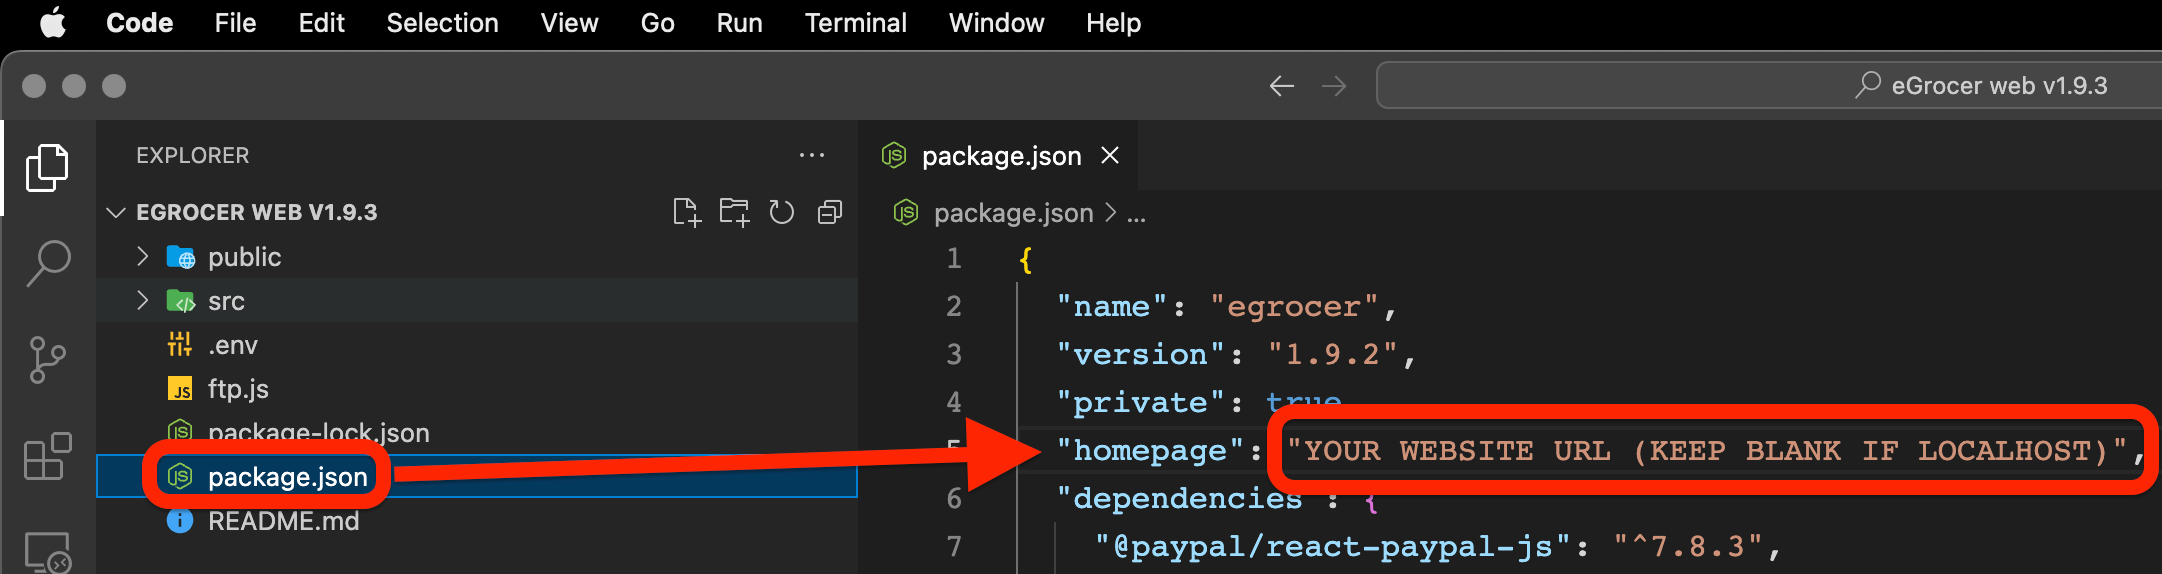 Code File Edit Selection View Go Run Terminal Window Help
eGrocer web v1.9.3
EXPLORER ...
package.json
EGROCER WEB V1.9.3
package.json > ...
public
src
.env
JS ftp.js
package-lock.json
package.json
README.md
1 {
2 "name": "egrocer",
3 "version": "1.9.2",
4 "private": true
5 "homepage": "YOUR WEBSITE URL (KEEP BLANK IF LOCALHOST)",
6 "dependencies": {
7 "@paypal/react-paypal-js": "^7.8.3",